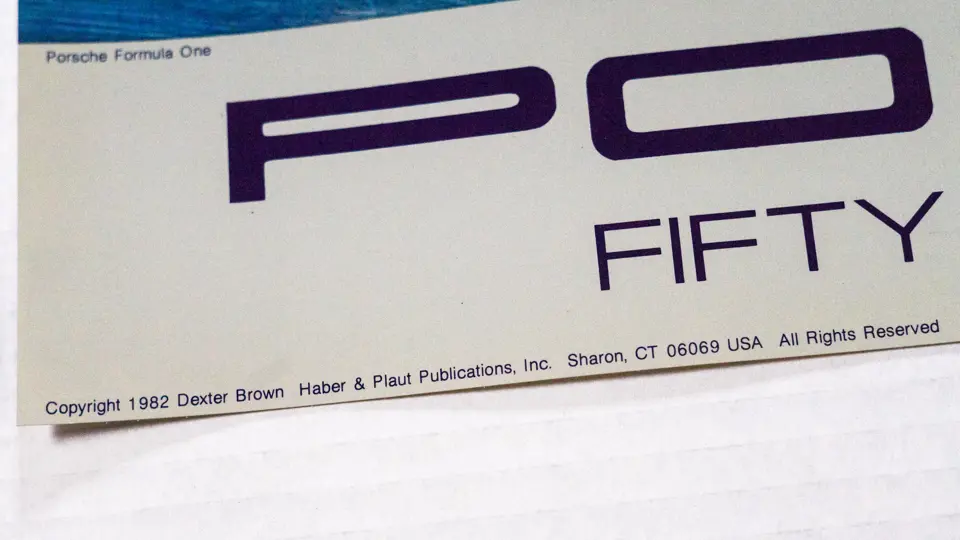 Porsche Formula One
PO
FIFTY
Copyright 1982 Dexter Brown Haber & Plaut Publications, Inc. Sharon, CT 06069 USA All Rights Reserved